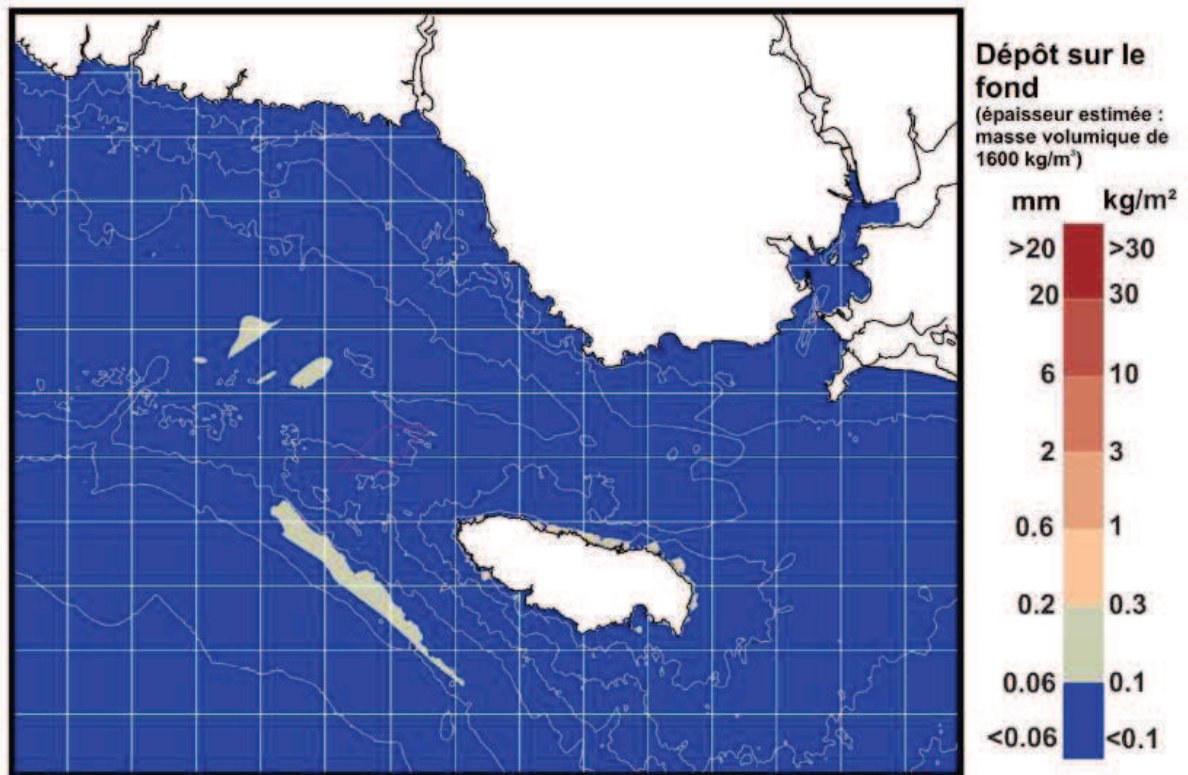 Dépôt sur le
fond
(épaisseur estimée :
masse volumique de
1600 kg/m³)
mm kg/m²
>20 >30
20 30
6 10
2 3
0.6 1
0.2 0.3
0.06 0.1
<0.06 <0.1